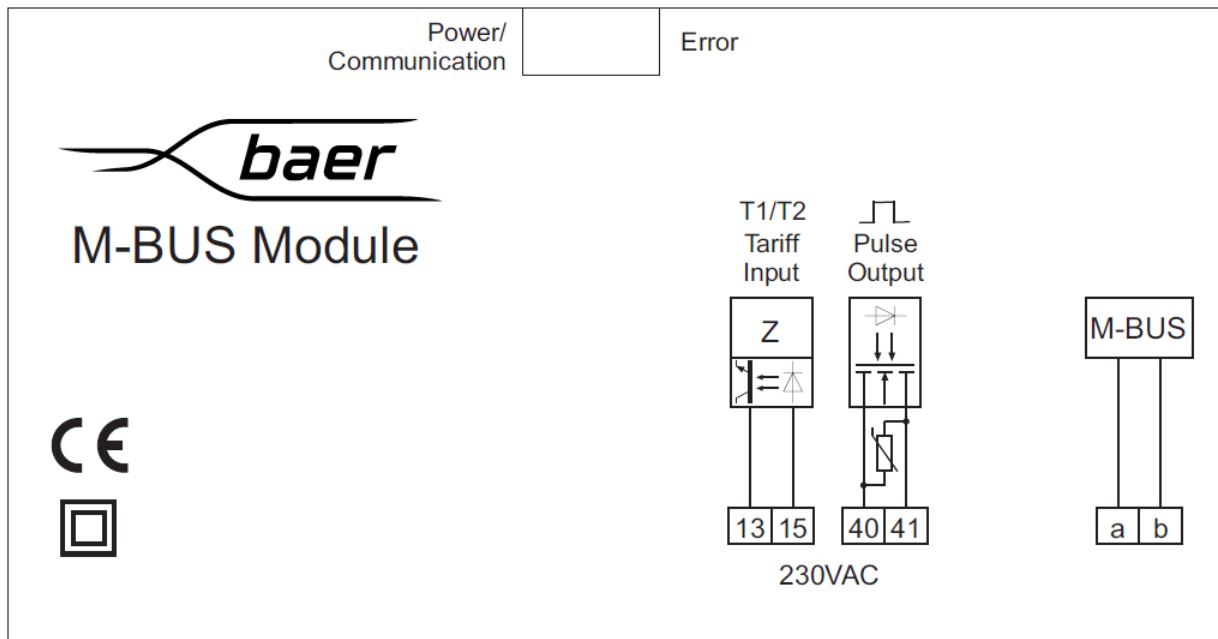 Power/
Communication
Error
baer
M-BUS Module
T1/T2
Tariff
Input
Pulse
Output
Z
M-BUS
CE
13 15
40 41
a b
230VAC